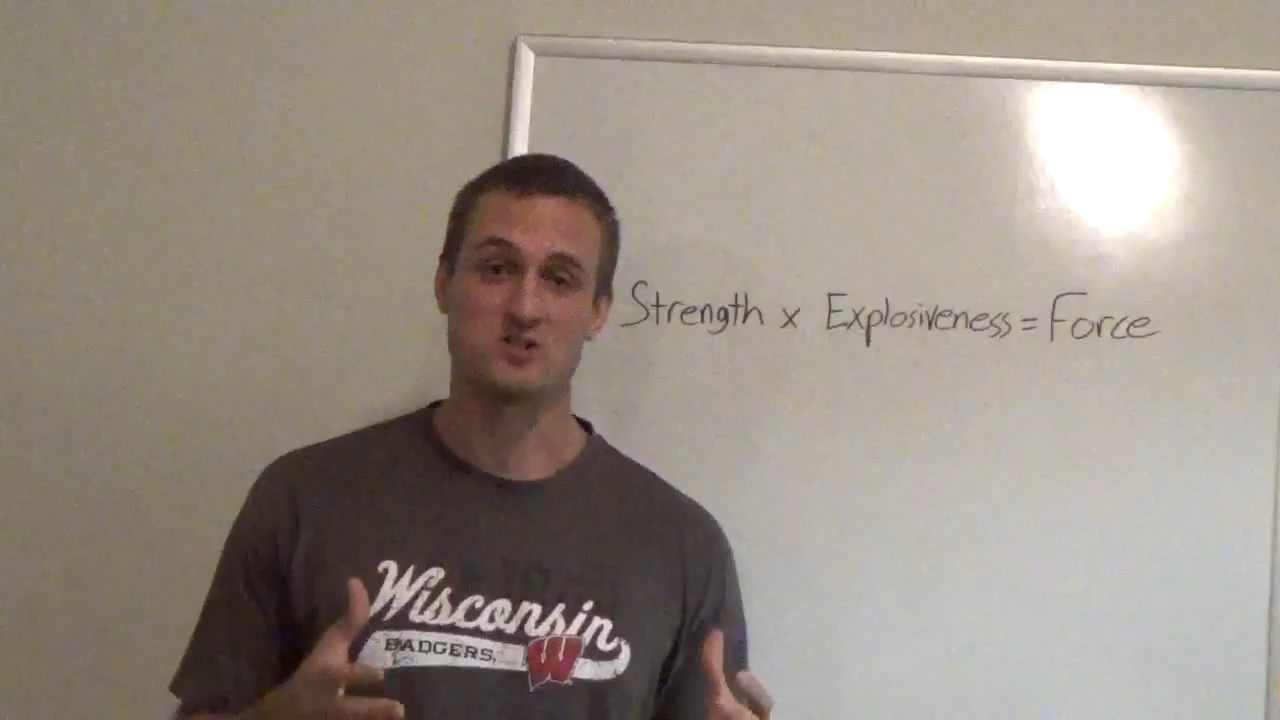 Strength x Explosiveness = Force
Wisconsin
BADGERS
W